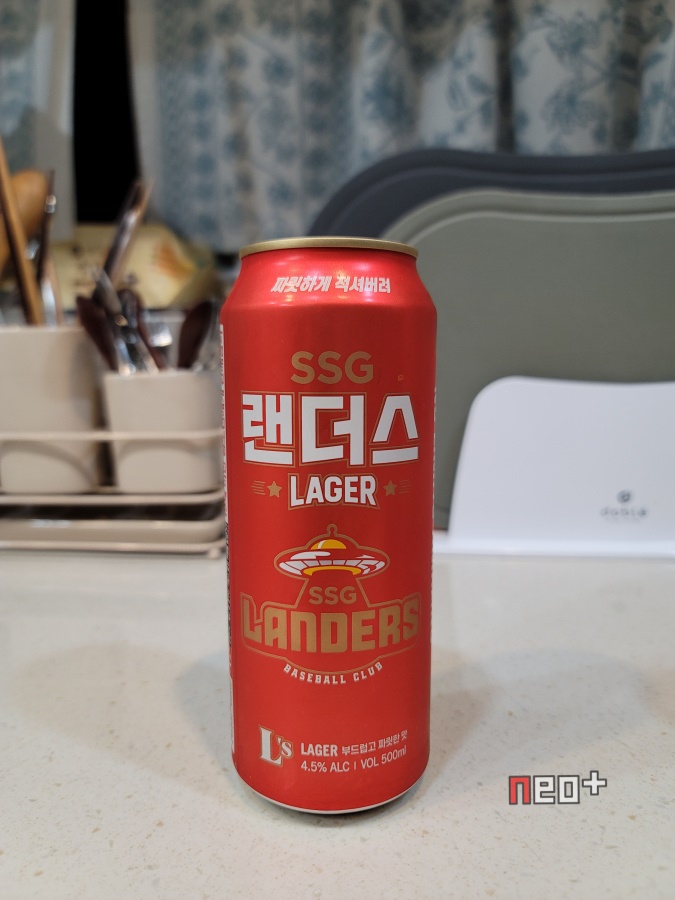 짜릿하게 적셔버려
SSG
랜더스
LAGER
SSG
LANDERS
BASEBALL CLUB
L's
LAGER 부드럽고 짜랏한 맛
4.5% ALC | VOL 500ml
neo+